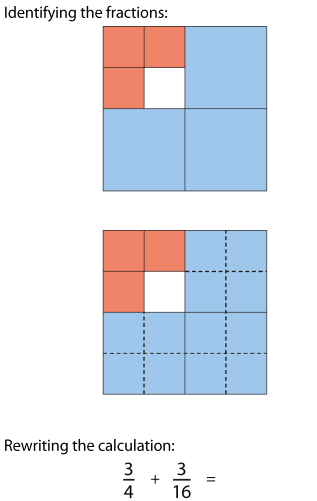 Identifying the fractions:
Rewriting the calculation:
3/4 + 3/16 =